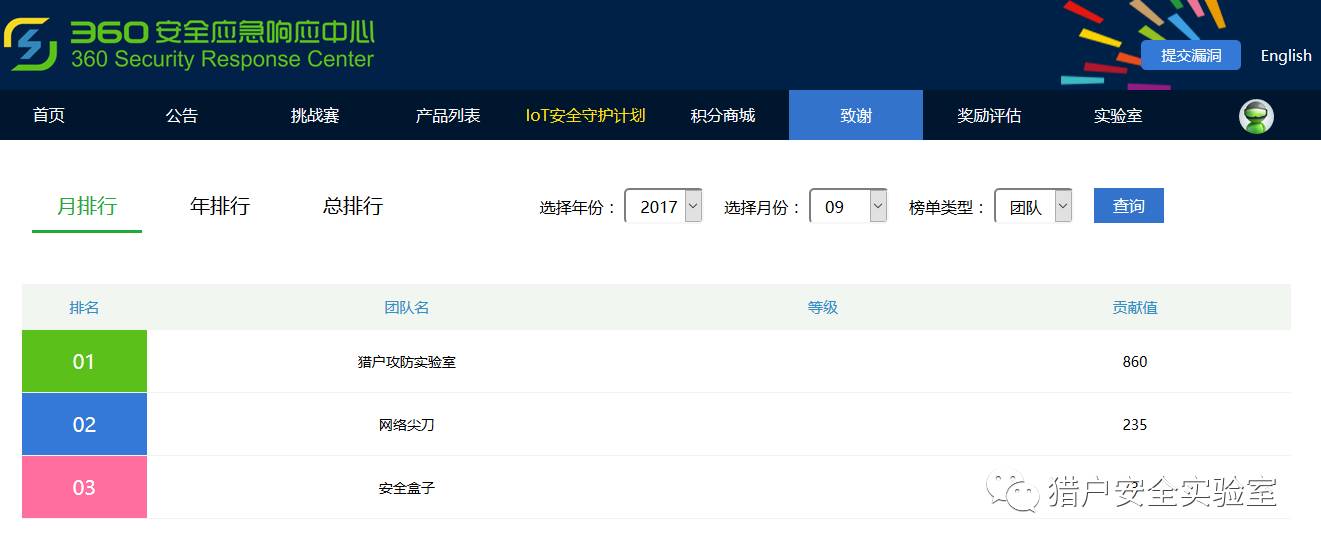 360 安全应急响应中心
360 Security Response Center
提交漏洞 English
首页 公告 挑战赛 产品列表 IoT安全守护计划 积分商城 致谢 奖励评估 实验室
月排行 年排行 总排行 选择年份： 2017 选择月份： 09 榜单类型： 团队 查询
排名 团队名 等级 贡献值
01 猎户攻防实验室 860
02 网络尖刀 235
03 安全盒子
猎户安全实验室